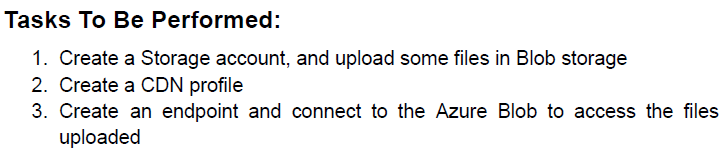 Tasks To Be Performed:
1. Create a Storage account, and upload some files in Blob storage
2. Create a CDN profile
3. Create an endpoint and connect to the Azure Blob to access the files
uploaded